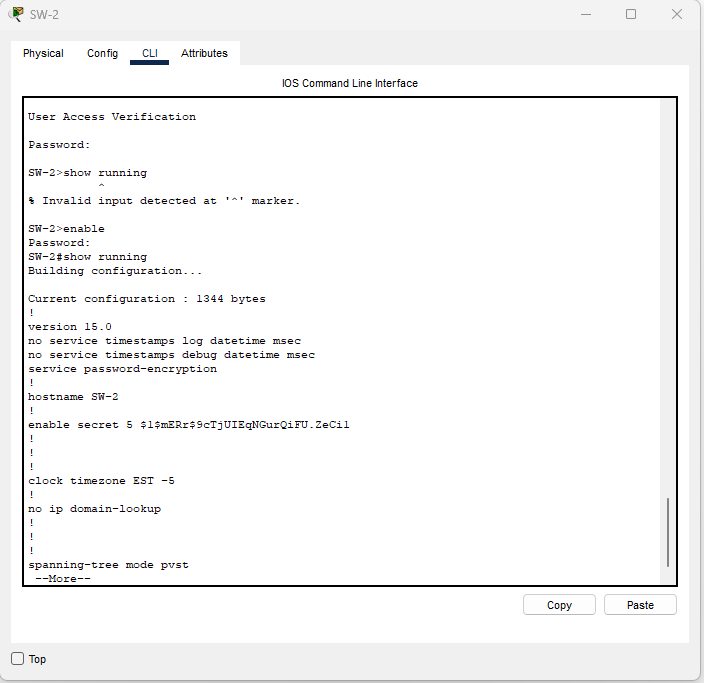 SW-2
Physical Config CLI Attributes
IOS Command Line Interface
User Access Verification
Password:
SW-2>show running
^
% Invalid input detected at '^' marker.
SW-2>enable
Password:
SW-2#show running
Building configuration...
Current configuration : 1344 bytes
!
version 15.0
no service timestamps log datetime msec
no service timestamps debug datetime msec
service password-encryption
!
hostname SW-2
!
enable secret 5 $1$mERr$9cTjUIEqNGurQiFU.ZeCi1
!
!
!
clock timezone EST -5
!
no ip domain-lookup
!
!
!
spanning-tree mode pvst
--More--
Copy Paste
Top